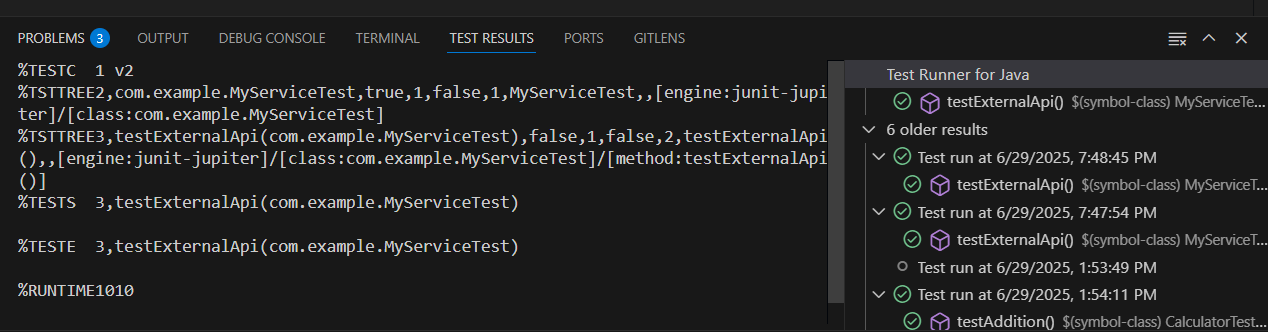 PROBLEMS 3 OUTPUT DEBUG CONSOLE TERMINAL TEST RESULTS PORTS GITLENS
%TESTC  1 v2
%TSTTREE2,com.example.MyServiceTest,true,1,false,1,MyServiceTest,,[engine:junit-jupi
ter]/[class:com.example.MyServiceTest]
%TSTTREE3,testExternalApi(com.example.MyServiceTest),false,1,false,2,testExternalApi
(),,[engine:junit-jupiter]/[class:com.example.MyServiceTest]/[method:testExternalApi
()]
%TESTS  3,testExternalApi(com.example.MyServiceTest)
%TESTE  3,testExternalApi(com.example.MyServiceTest)
%RUNTIME1010
Test Runner for Java
testExternalApi() $(symbol-class) MyServiceTe...
6 older results
Test run at 6/29/2025, 7:48:45 PM
testExternalApi() $(symbol-class) MyServiceT...
Test run at 6/29/2025, 7:47:54 PM
testExternalApi() $(symbol-class) MyServiceT...
Test run at 6/29/2025, 1:53:49 PM
Test run at 6/29/2025, 1:54:11 PM
testAddition() $(symbol-class) CalculatorTest...